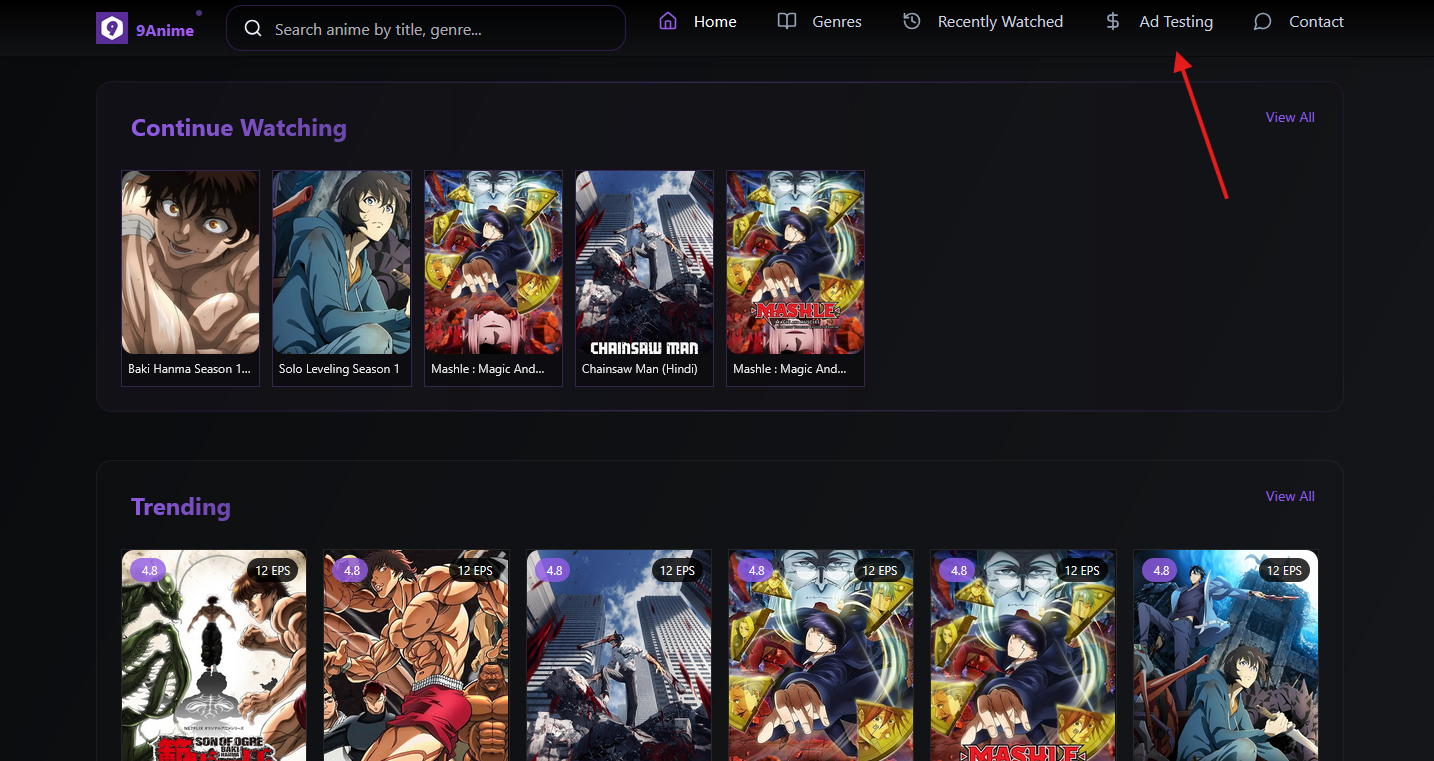 9Anime
Search anime by title, genre...
Home
Genres
Recently Watched
Ad Testing
Contact
Continue Watching
View All
CHAINSAW MAN
MASHLE
Baki Hanma Season 1...
Solo Leveling Season 1
Mashle : Magic And...
Chainsaw Man (Hindi)
Mashle : Magic And...
Trending
View All
4.8
12 EPS
4.8
12 EPS
4.8
12 EPS
4.8
12 EPS
4.8
12 EPS
4.8
12 EPS
SON OF OGRE
BAKI
HANMA
MASHLE